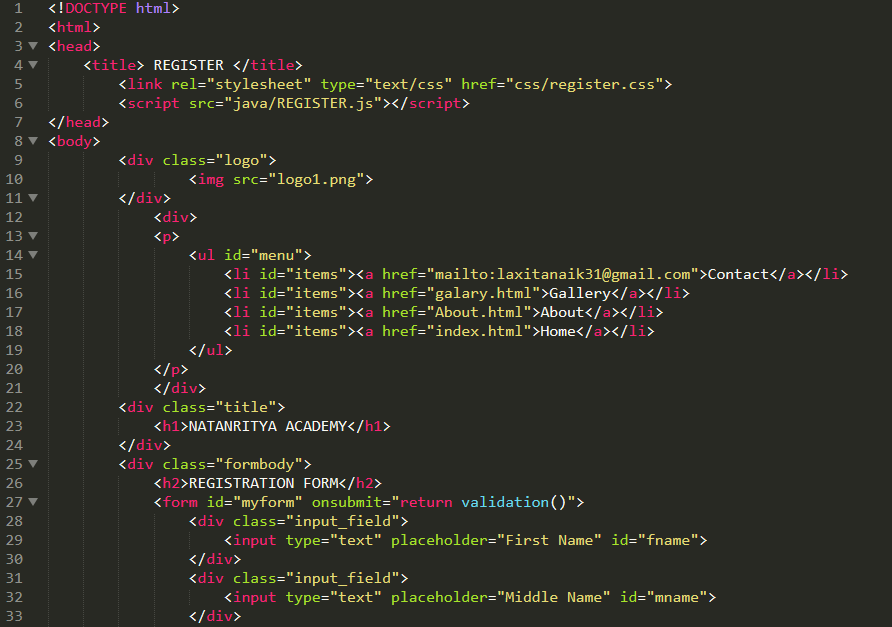 1 <!DOCTYPE html>
2 <html>
3 <head>
4 <title> REGISTER </title>
5 <link rel="stylesheet" type="text/css" href="css/register.css">
6 <script src="java/REGISTER.js"></script>
7 </head>
8 <body>
9 <div class="logo">
10 <img src="logo1.png">
11 </div>
12 <div>
13 <p>
14 <ul id="menu">
15 <li id="items"><a href="mailto:laxitanaik31@gmail.com">Contact</a></li>
16 <li id="items"><a href="galary.html">Gallery</a></li>
17 <li id="items"><a href="About.html">About</a></li>
18 <li id="items"><a href="index.html">Home</a></li>
19 </ul>
20 </p>
21 </div>
22 <div class="title">
23 <h1>NATANRITYA ACADEMY</h1>
24 </div>
25 <div class="formbody">
26 <h2>REGISTRATION FORM</h2>
27 <form id="myform" onsubmit="return validation()">
28 <div class="input_field">
29 <input type="text" placeholder="First Name" id="fname">
30 </div>
31 <div class="input_field">
32 <input type="text" placeholder="Middle Name" id="mname">
33 </div>